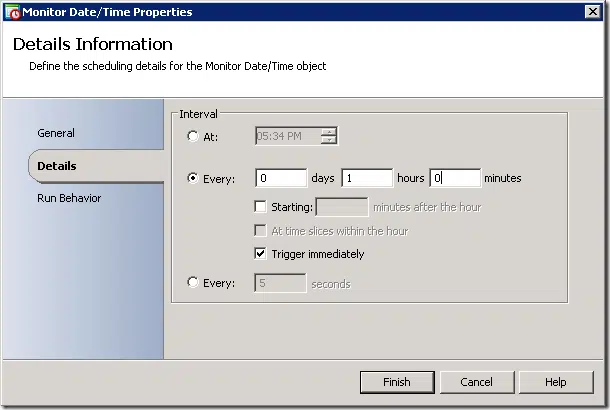 Monitor Date/Time Properties
Details Information
Define the scheduling details for the Monitor Date/Time object
General
Details
Run Behavior
Interval
At: 05:34 PM
Every: 0 days 1 hours 0 minutes
Starting: minutes after the hour
At time slices within the hour
Trigger immediately
Every: 5 seconds
Finish Cancel Help